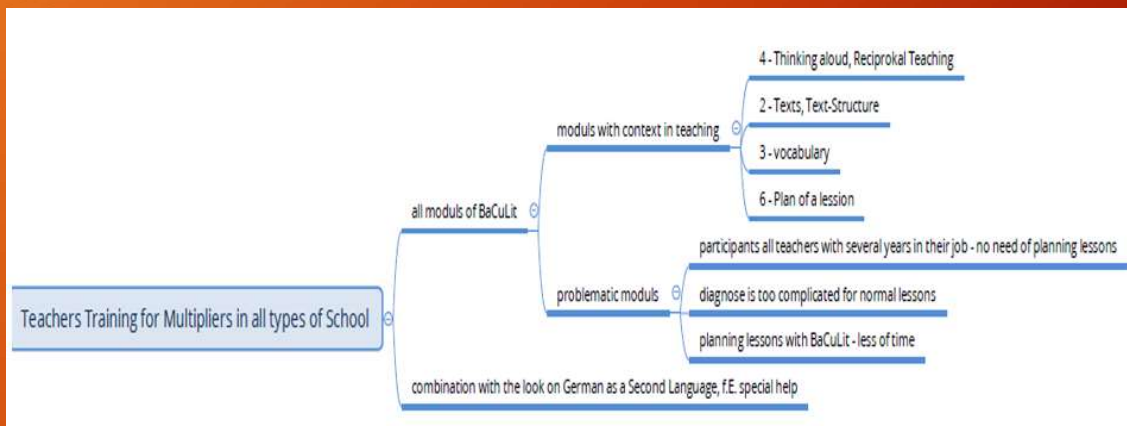 Teachers Training for Multipliers in all types of School
all moduls of BaCuLit
moduls with context in teaching
4 - Thinking aloud, Reciprokal Teaching
2 - Texts, Text-Structure
3 - vocabulary
6 - Plan of a lession
problematic moduls
participants all teachers with several years in their job - no need of planning lessons
diagnose is too complicated for normal lessons
planning lessons with BaCuLit - less of time
combination with the look on German as a Second Language, f.E. special help